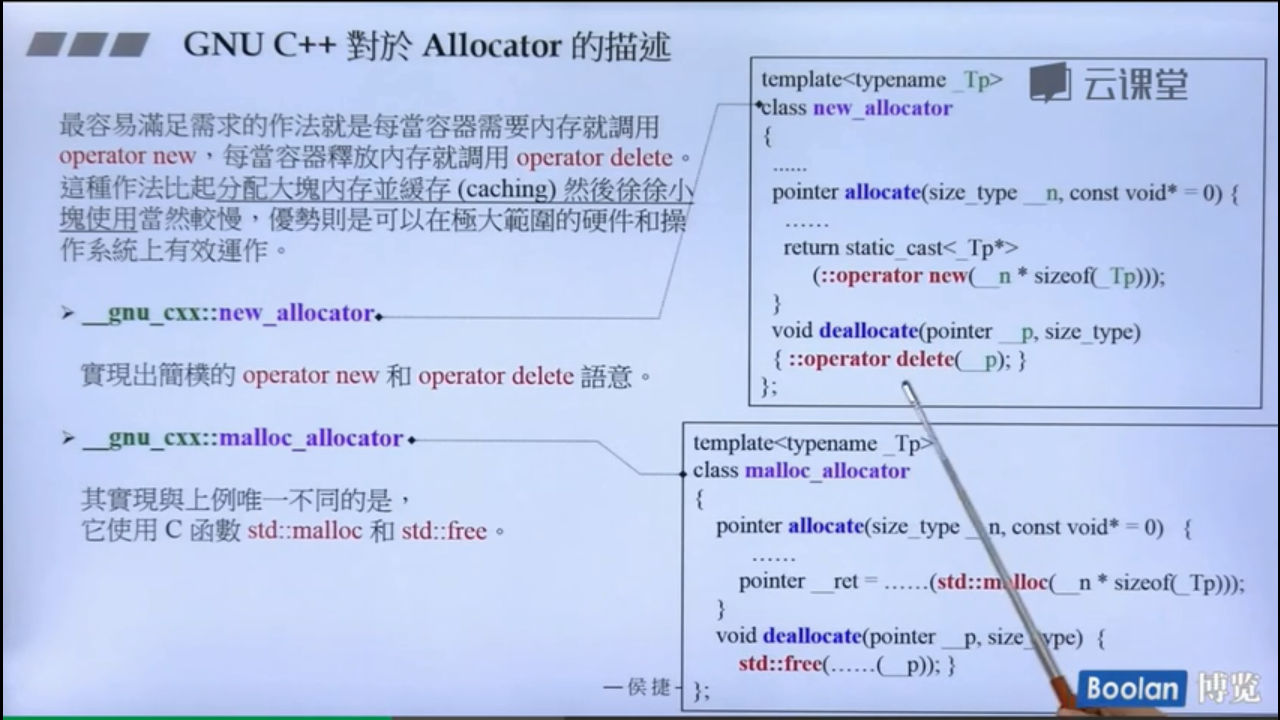 GNU C++ 對於 Allocator 的描述
最容易滿足需求的作法就是每當容器需要內存就調用
operator new，每當容器釋放內存就調用 operator delete。
這種作法比起分配大塊內存並緩存 (caching) 然後徐徐小
塊使用當然較慢，優勢則是可以在極大範圍的硬件和操
作系統上有效運作。
➢ __gnu_cxx::new_allocator
實現出簡樸的 operator new 和 operator delete 語意。
➢ __gnu_cxx::malloc_allocator
其實現與上例唯一不同的是，
它使用 C 函數 std::malloc 和 std::free。
template<typename _Tp>
class new_allocator
{
......
pointer allocate(size_type __n, const void* = 0) {
......
return static_cast<_Tp*>
(::operator new(__n * sizeof(_Tp)));
}
void deallocate(pointer __p, size_type)
{ ::operator delete(__p); }
};
template<typename _Tp>
class malloc_allocator
{
pointer allocate(size_type __n, const void* = 0) {
......
pointer __ret = ……(std::malloc(__n * sizeof(_Tp)));
}
void deallocate(pointer __p, size_type) {
std::free(……(__p)); }
};
—侯捷-
云课堂
Boolan 博览